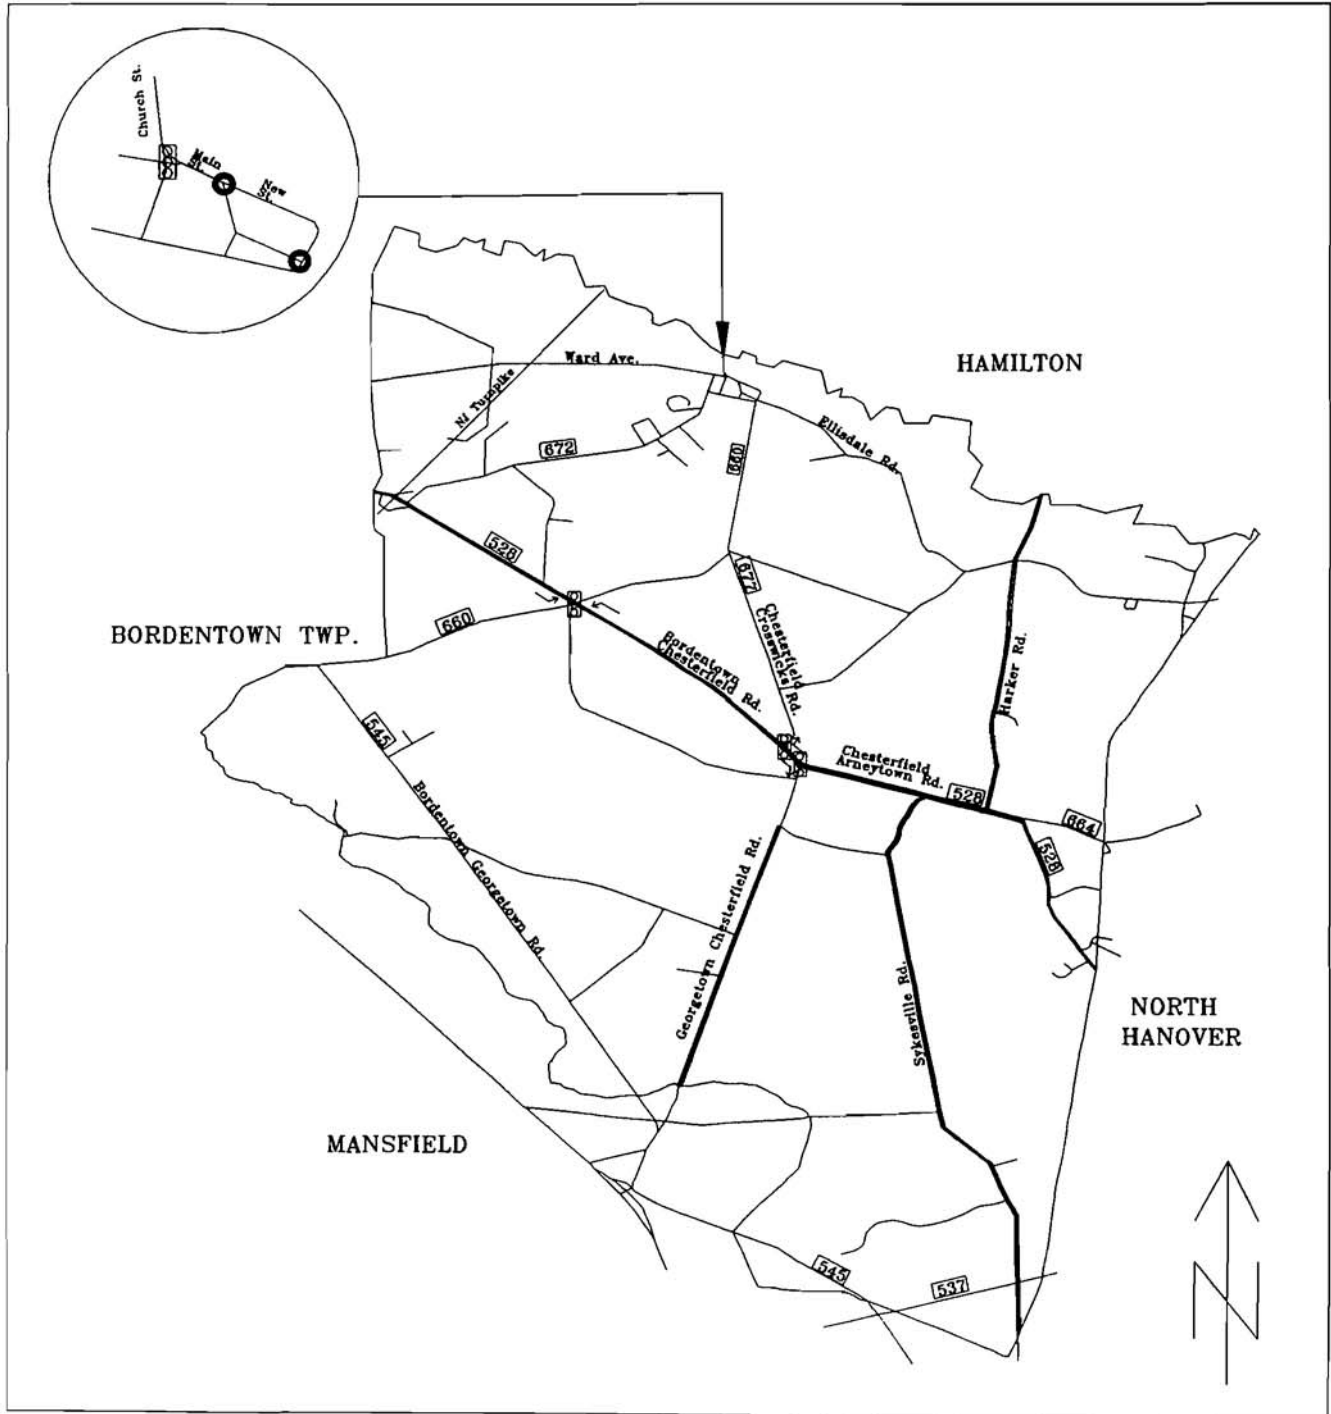 Church St.
Main
St.
New
St.
HAMILTON
Ward Ave.
NJ Turnpike
672
660
Ellisdale Rd.
528
677
660
BORDENTOWN TWP.
Chesterfield
Crosswicks Rd.
Bordentown
Chesterfield Rd.
Harker Rd.
545
Chesterfield
Arneytown Rd.
528
664
528
Bordentown Georgetown Rd.
Georgetown Chesterfield Rd.
Sykesville Rd.
NORTH
HANOVER
MANSFIELD
545
537
N